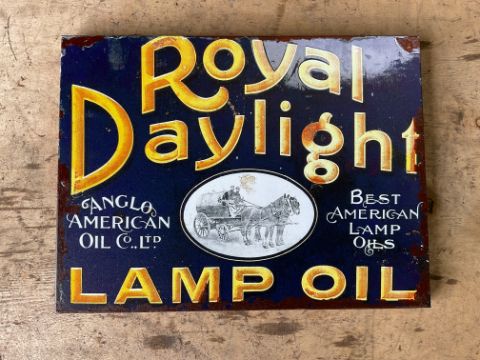 Royal
Daylight
ANGLO
AMERICAN
OIL CO., LTD
BEST
AMERICAN
LAMP
OILS
LAMP OIL